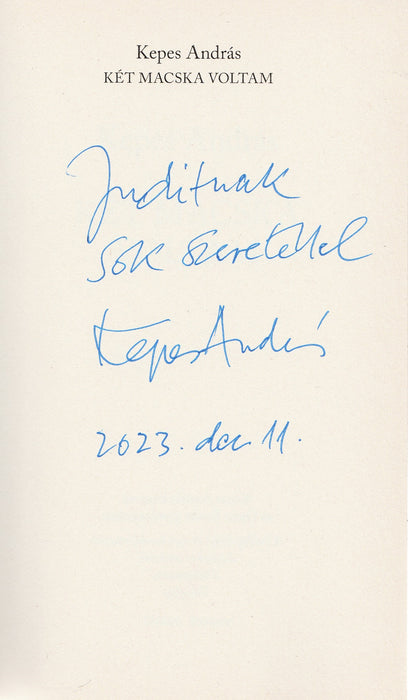 Kepes András
KÉT MACSKA VOLTAM
Juditnak
sok szeretettel
Kepes András
2023. dec 11.